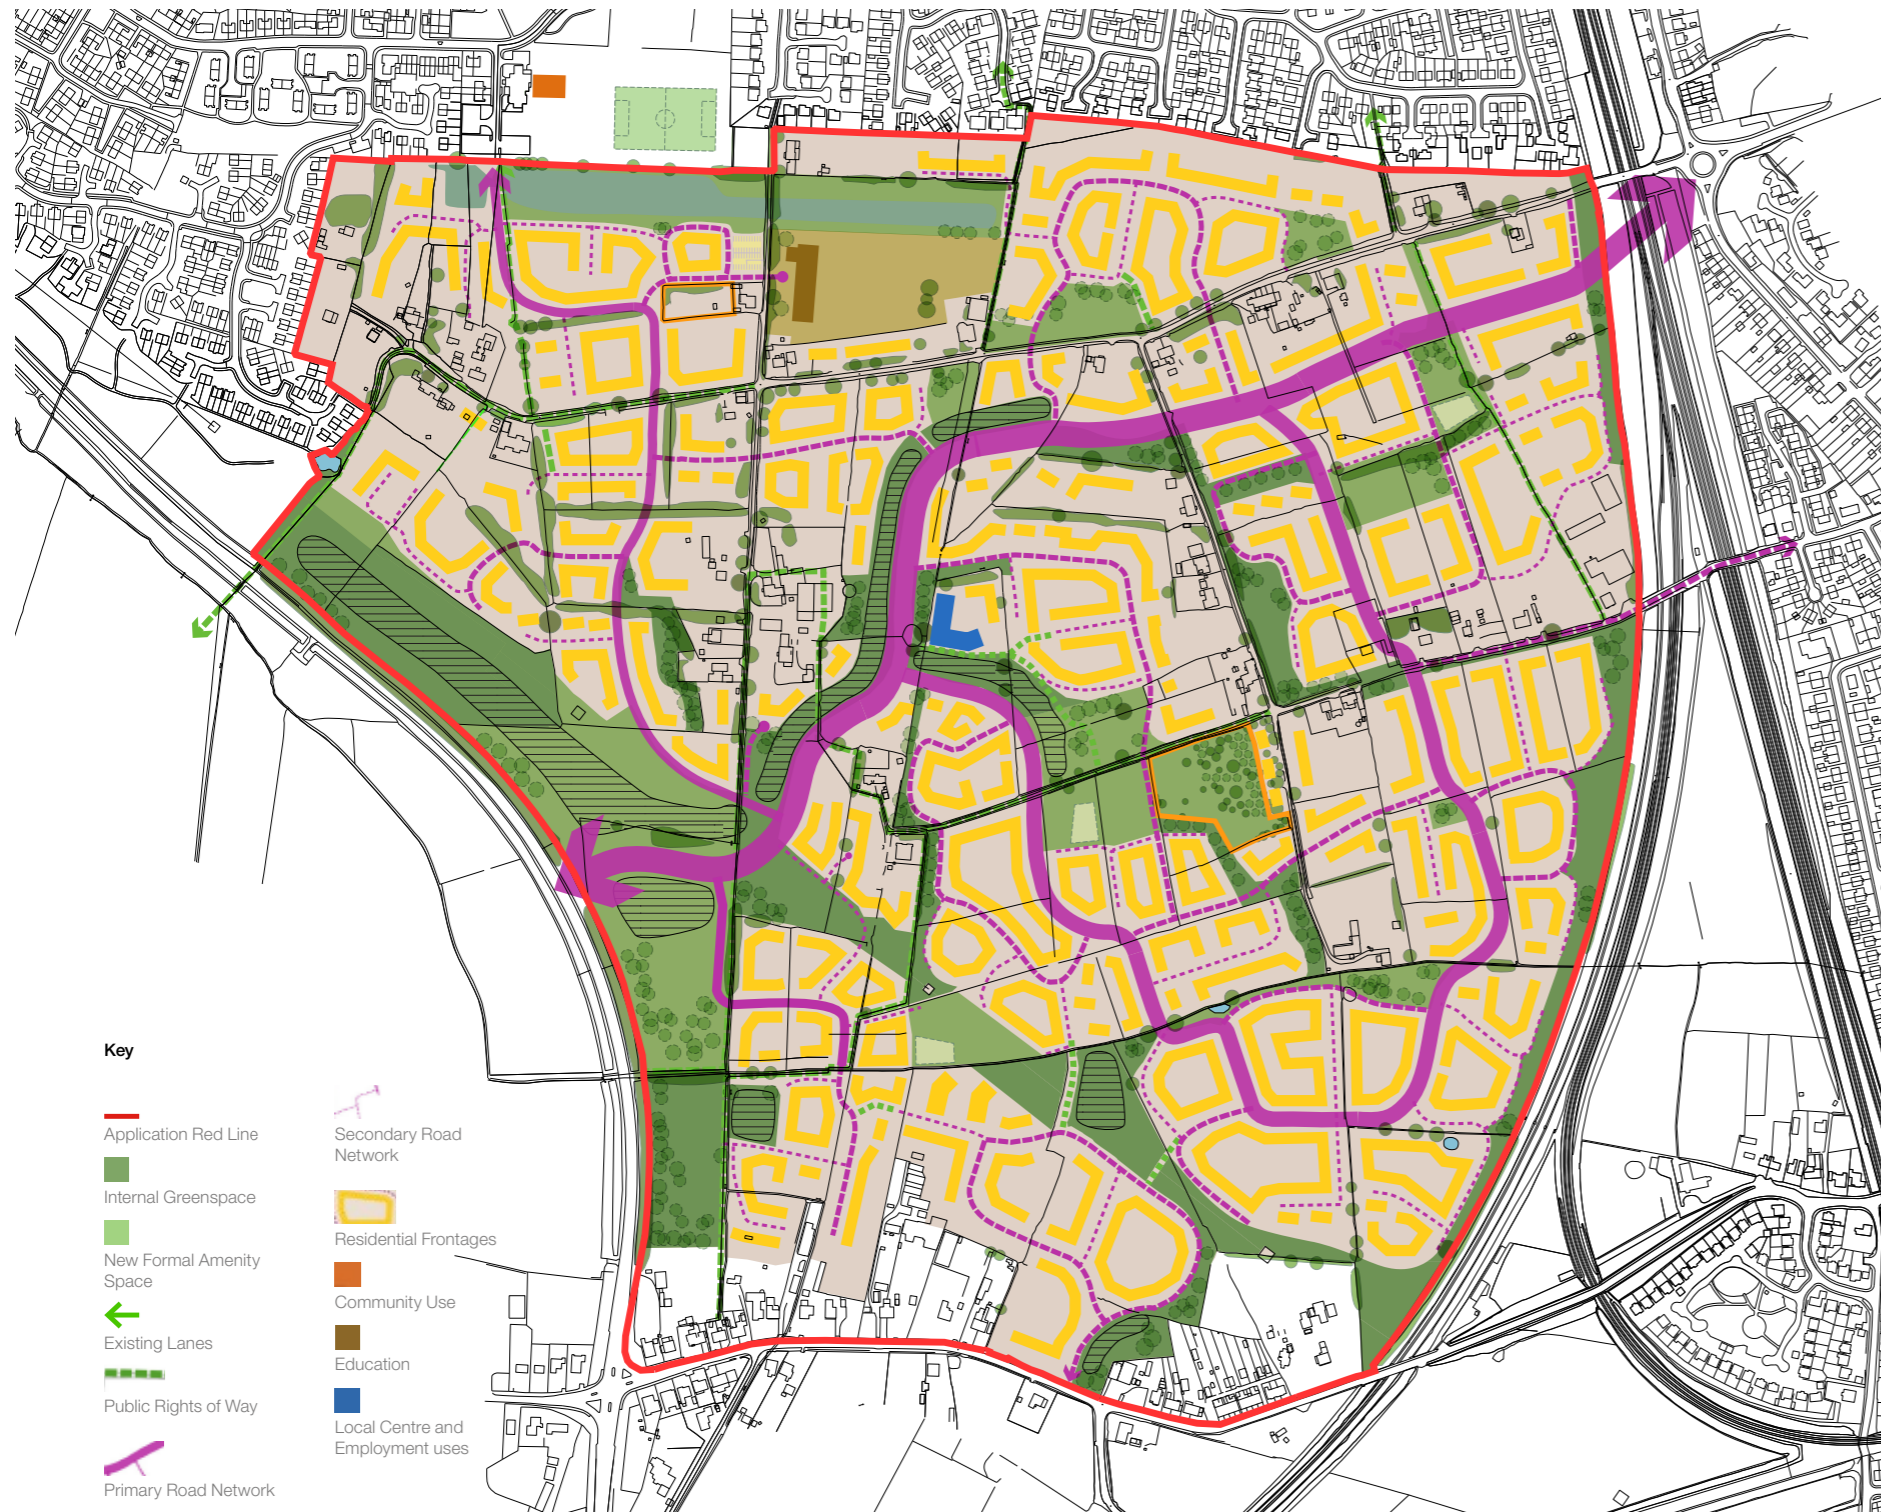 Key
Application Red Line
Internal Greenspace
New Formal Amenity
Space
Existing Lanes
Public Rights of Way
Primary Road Network
Secondary Road
Network
Residential Frontages
Community Use
Education
Local Centre and
Employment uses